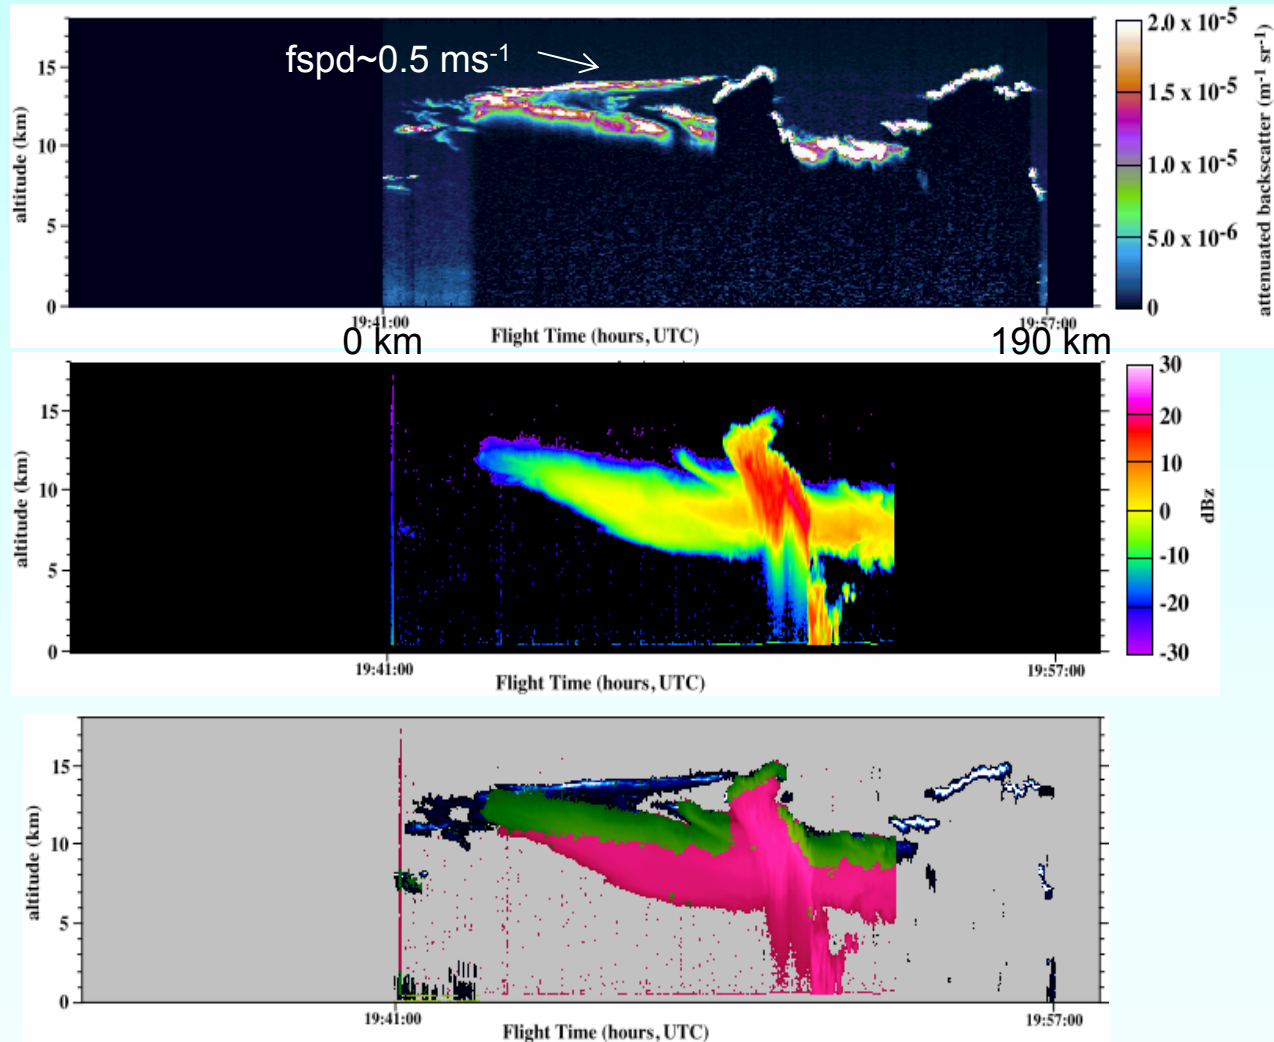 fspd~0.5 ms⁻¹
altitude (km)
15
10
5
0
2.0 x 10⁻⁵
1.5 x 10⁻⁵
1.0 x 10⁻⁵
5.0 x 10⁻⁶
0
attenuated backscatter (m⁻¹ sr⁻¹)
19:41:00
Flight Time (hours, UTC)
19:57:00
0 km
190 km
altitude (km)
15
10
5
0
30
20
10
0
-10
-20
-30
dBz
19:41:00
Flight Time (hours, UTC)
19:57:00
altitude (km)
15
10
5
0
19:41:00
Flight Time (hours, UTC)
19:57:00